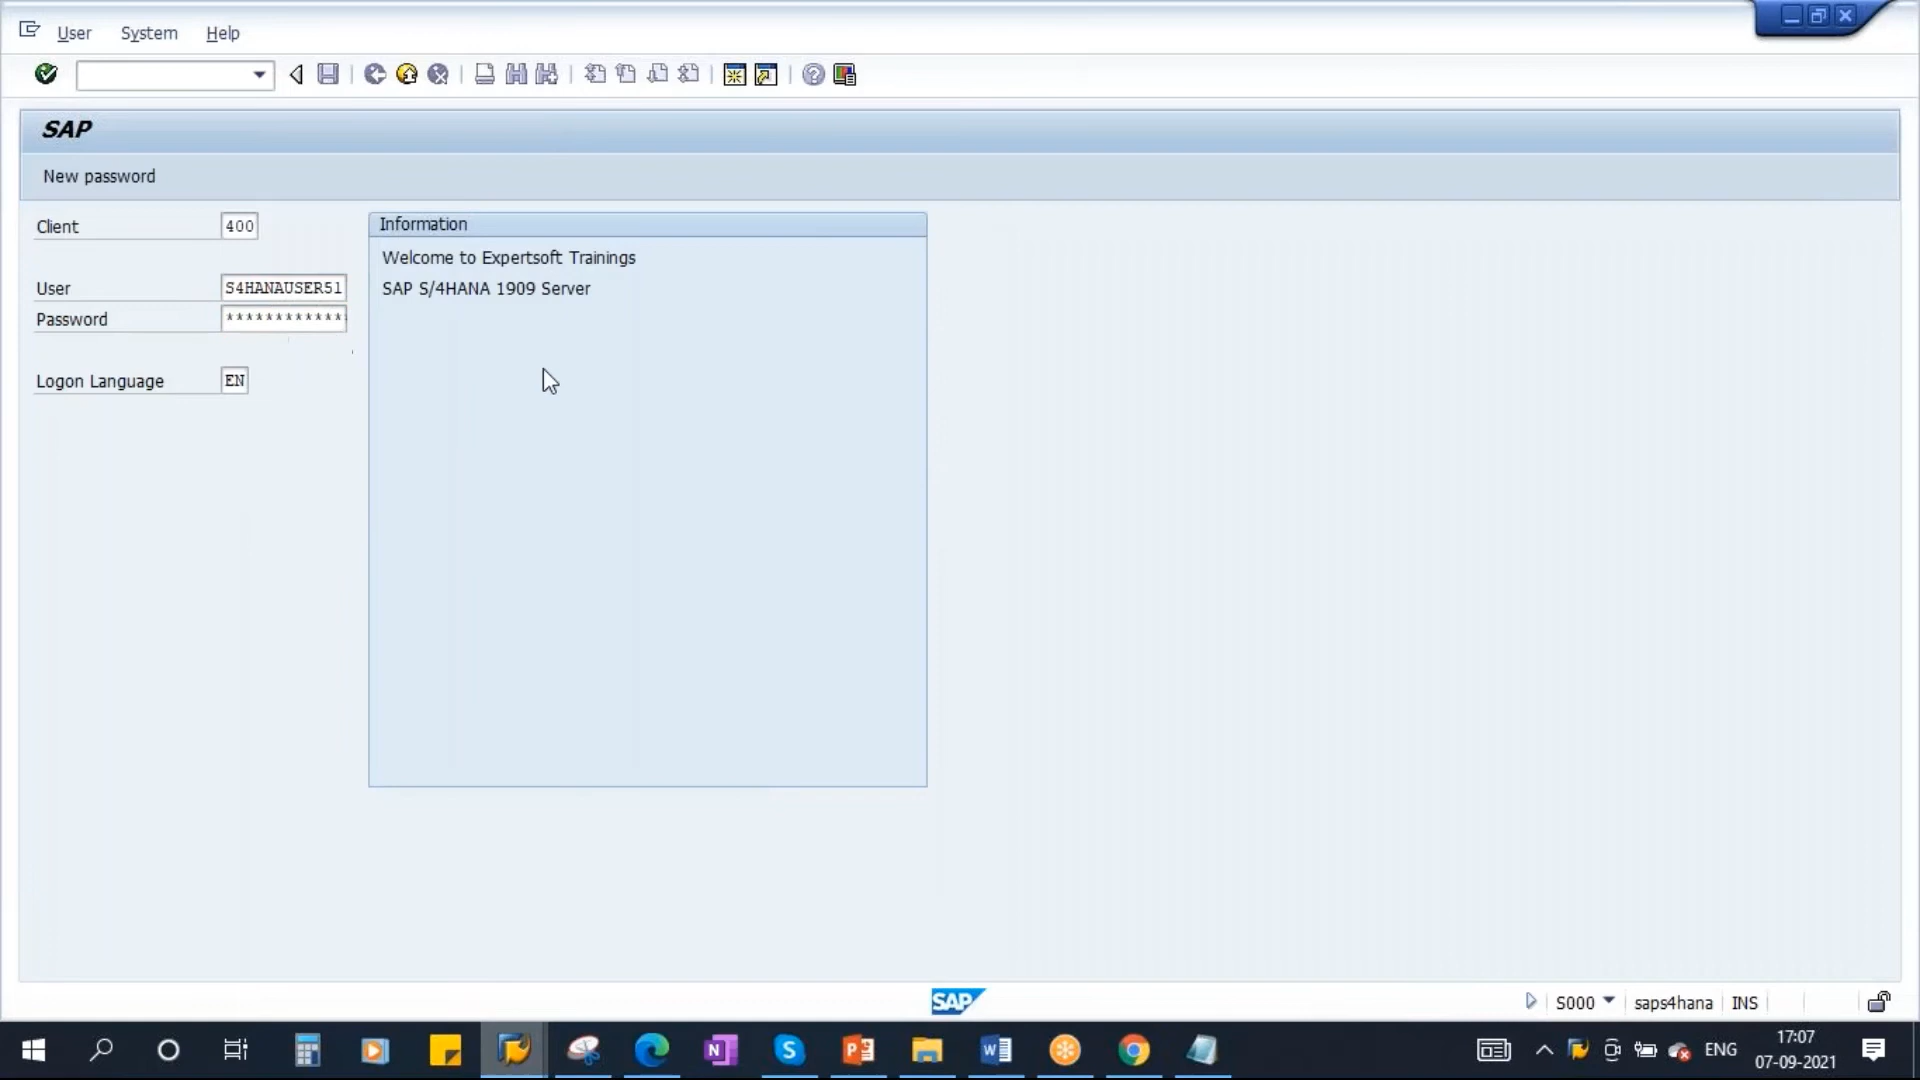 User System Help
SAP
New password
Client 400
User S4HANAUSER51
Password ************
Logon Language EN
Information
Welcome to Expertsoft Trainings
SAP S/4HANA 1909 Server
SAP
S000 saps4hana INS
ENG
17:07
07-09-2021